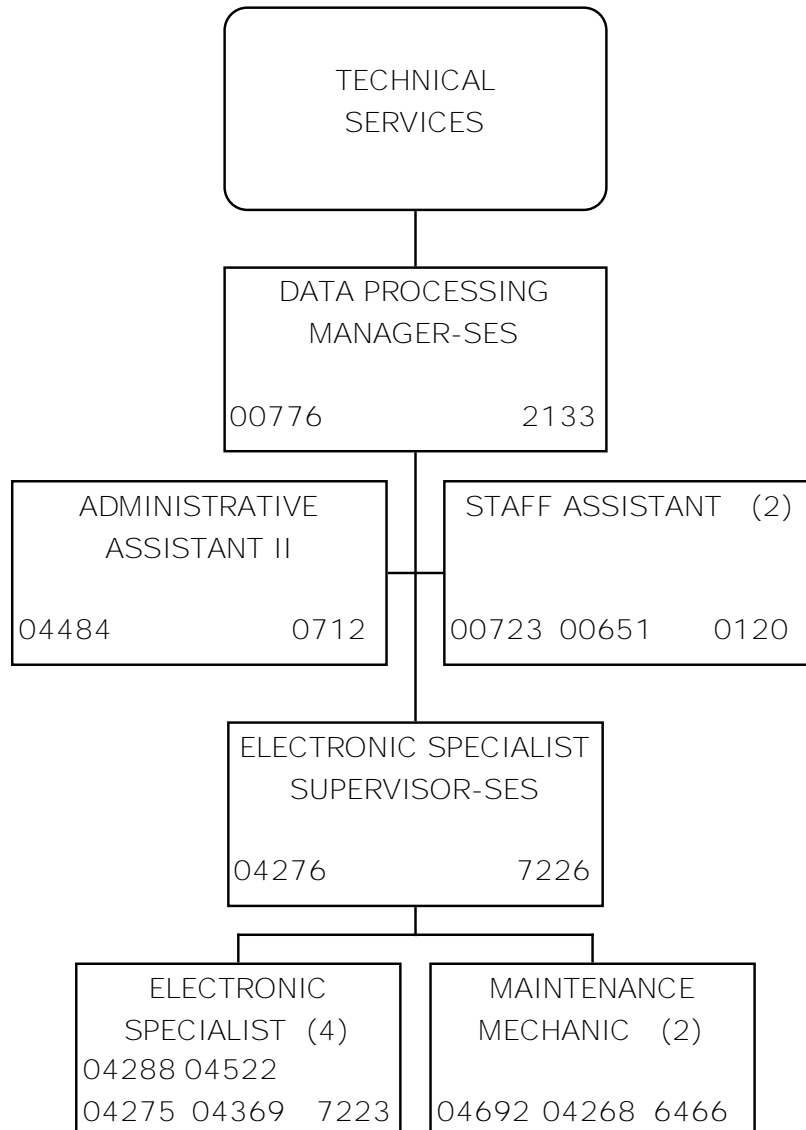 TECHNICAL
SERVICES
DATA PROCESSING
MANAGER-SES
00776 2133
ADMINISTRATIVE
ASSISTANT II
04484 0712
STAFF ASSISTANT (2)
00723 00651 0120
ELECTRONIC SPECIALIST
SUPERVISOR-SES
04276 7226
ELECTRONIC
SPECIALIST (4)
04288 04522
04275 04369 7223
MAINTENANCE
MECHANIC (2)
04692 04268 6466